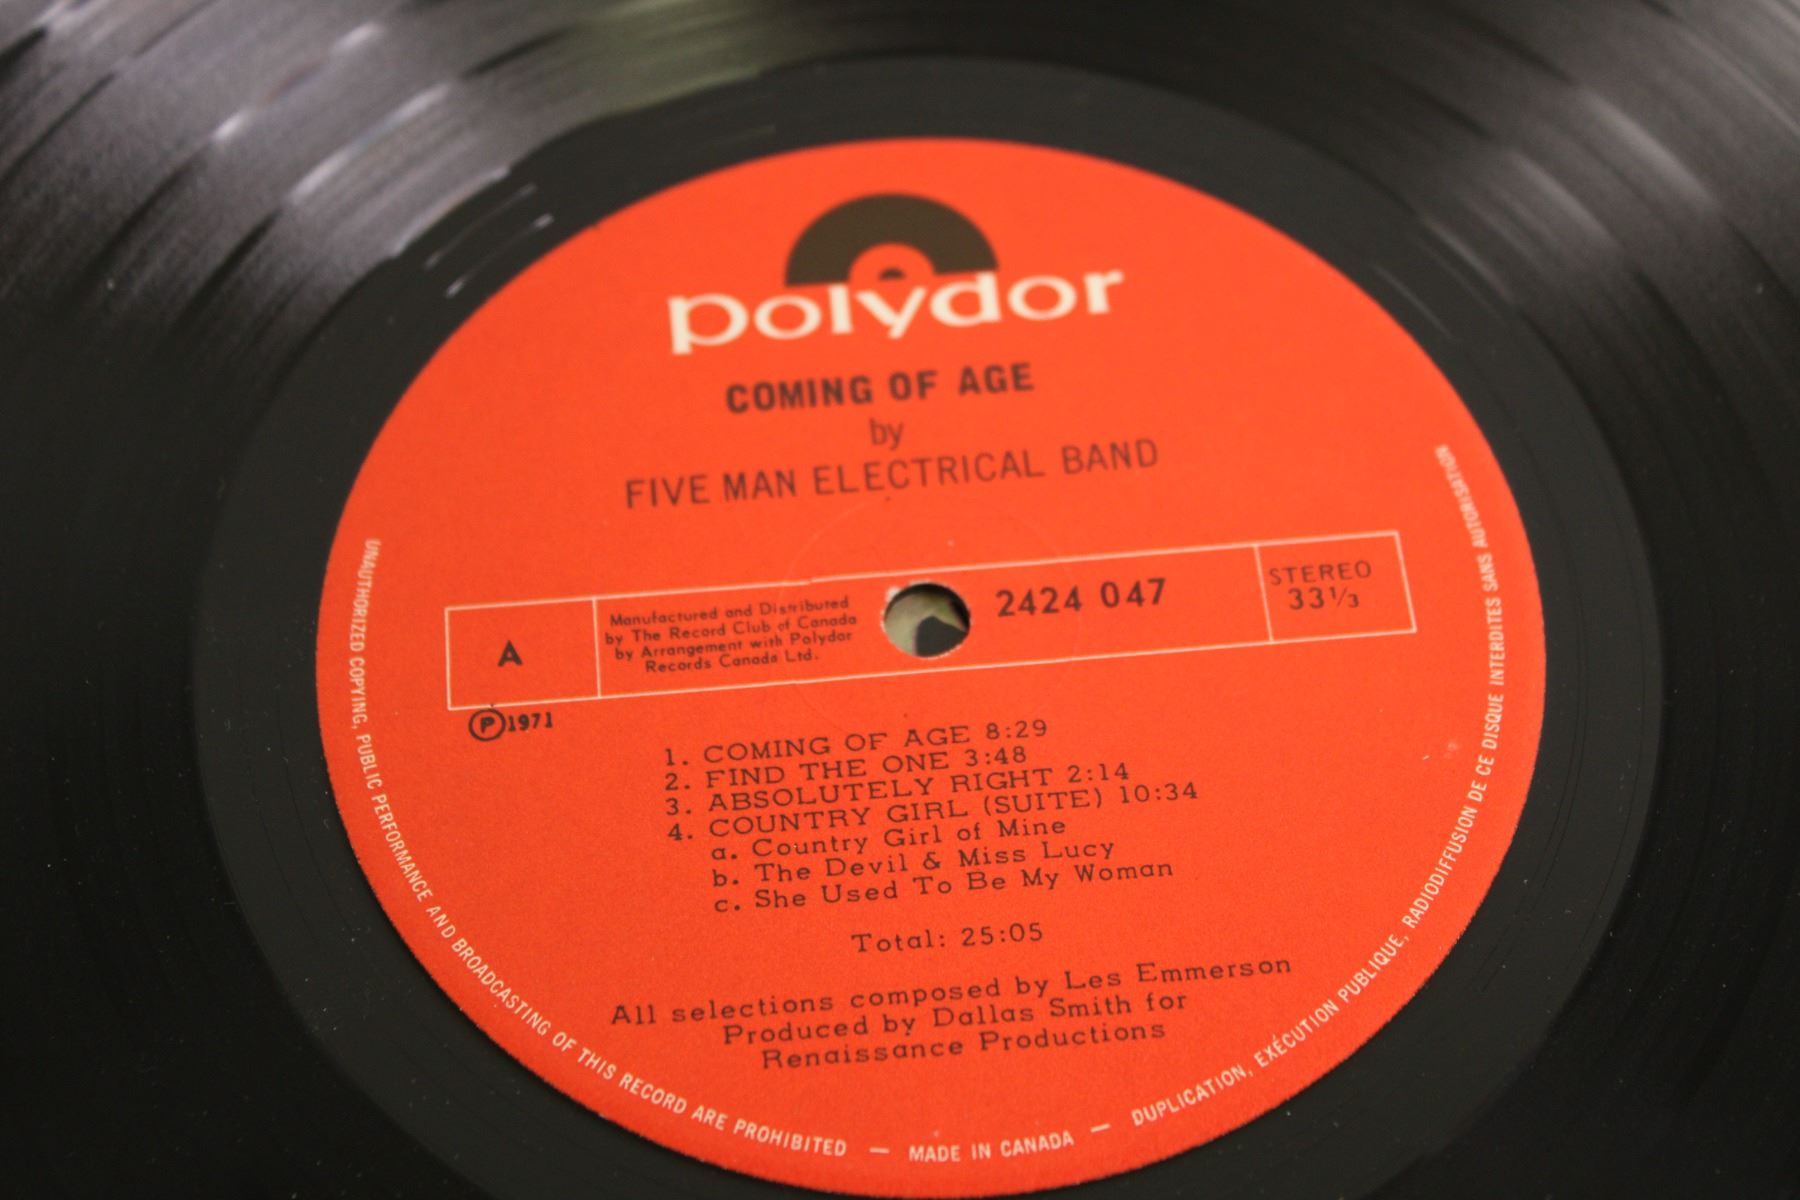 polydor
COMING OF AGE
by
FIVE MAN ELECTRICAL BAND
A
Manufactured and Distributed
by The Record Club of Canada
by Arrangement with Polydor
Records Canada Ltd.
2424 047
STEREO
33⅓
Ⓟ1971
1. COMING OF AGE 8:29
2. FIND THE ONE 3:48
3. ABSOLUTELY RIGHT 2:14
4. COUNTRY GIRL (SUITE) 10:34
a. Country Girl of Mine
b. The Devil & Miss Lucy
c. She Used To Be My Woman
Total: 25:05
All selections composed by Les Emmerson
Produced by Dallas Smith for
Renaissance Productions
UNAUTHORIZED COPYING, PUBLIC PERFORMANCE AND BROADCASTING OF THIS RECORD ARE PROHIBITED — MADE IN CANADA — DUPLICATION, EXÉCUTION PUBLIQUE, RADIODIFFUSION DE CE DISQUE INTERDITES SANS AUTORISATION